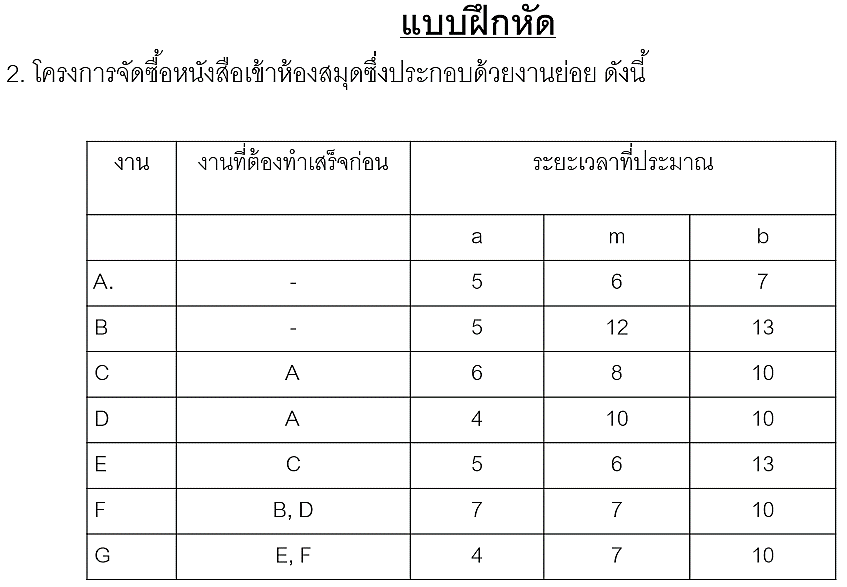 แบบฝึกหัด
2. โครงการจัดซื้อหนังสือเข้าห้องสมุดซึ่งประกอบด้วยงานย่อย ดังนี้
งาน งานที่ต้องทำเสร็จก่อน ระยะเวลาที่ประมาณ
a m b
A. - 5 6 7
B - 5 12 13
C A 6 8 10
D A 4 10 10
E C 5 6 13
F B, D 7 7 10
G E, F 4 7 10